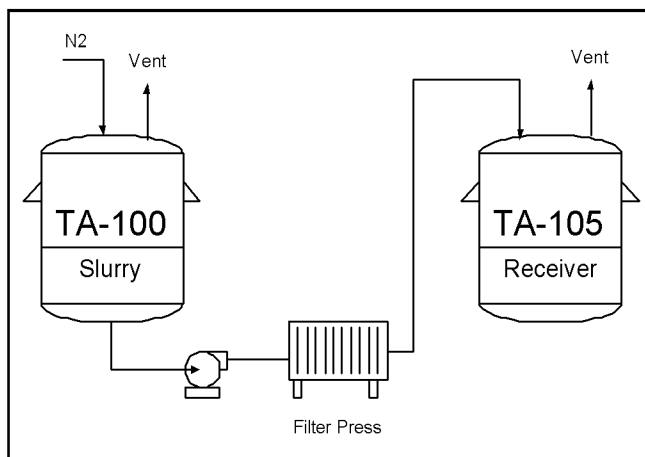 N2
Vent
Vent
TA-100
Slurry
TA-105
Receiver
Filter Press